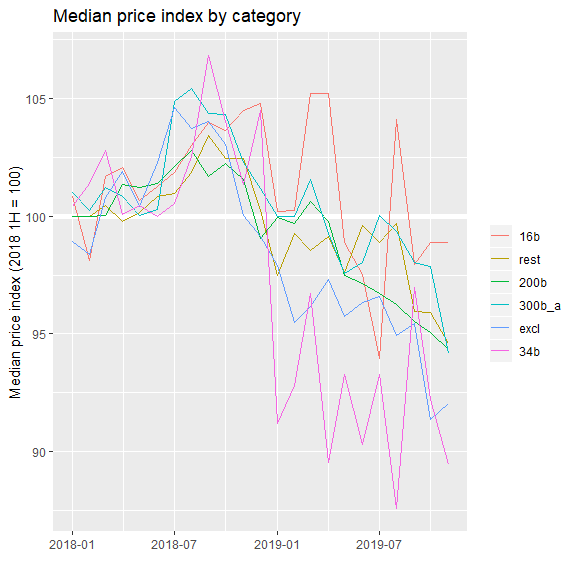 Median price index by category
Median price index (2018 1H = 100)
105
100
95
90
2018-01
2018-07
2019-01
2019-07
16b
rest
200b
300b_a
excl
34b